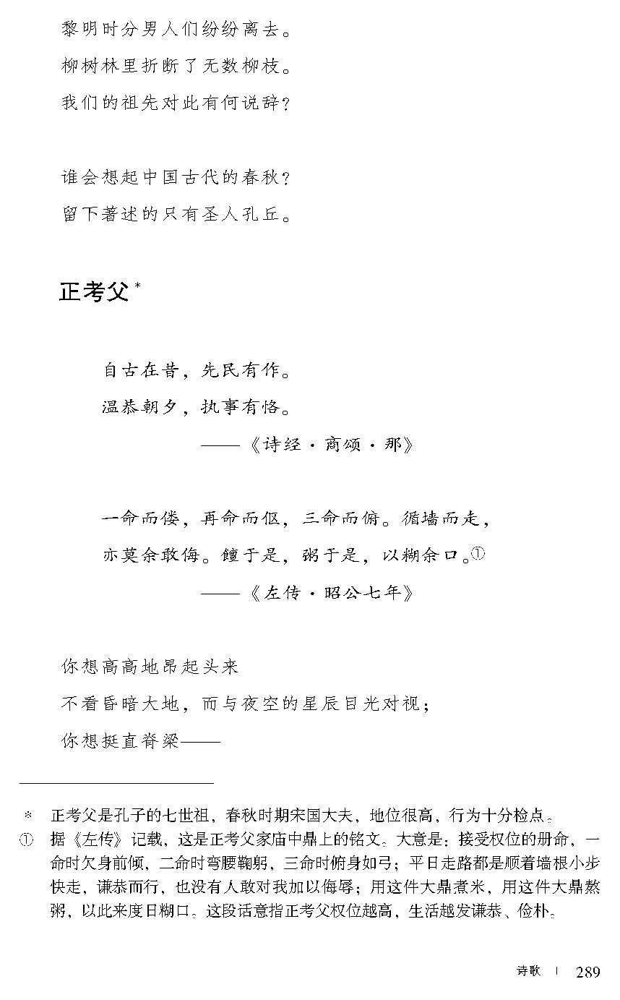 黎明时分男人们纷纷离去。
柳树林里折断了无数柳枝。
我们的祖先对此有何说辞？
谁会想起中国古代的春秋？
留下著述的只有圣人孔丘。
正考父*
自古在昔，先民有作。
温恭朝夕，执事有恪。
——《诗经·商颂·那》
一命而偻，再命而伛，三命而俯。循墙而走，
亦莫余敢侮。饘于是，粥于是，以糊余口。①
——《左传·昭公七年》
你想高高地昂起头来
不看昏暗大地，而与夜空的星辰目光对视；
你想挺直脊梁——
* 正考父是孔子的七世祖，春秋时期宋国大夫，地位很高，行为十分检点。
① 据《左传》记载，这是正考父家庙中鼎上的铭文。大意是：接受权位的册命，一
命时欠身前倾，二命时弯腰鞠躬，三命时俯身如弓；平日走路都是顺着墙根小步
快走，谦恭而行，也没有人敢对我加以侮辱；用这件大鼎煮米，用这件大鼎熬
粥，以此来度日糊口。这段话意指正考父权位越高，生活越发谦恭、俭朴。
诗歌 | 289